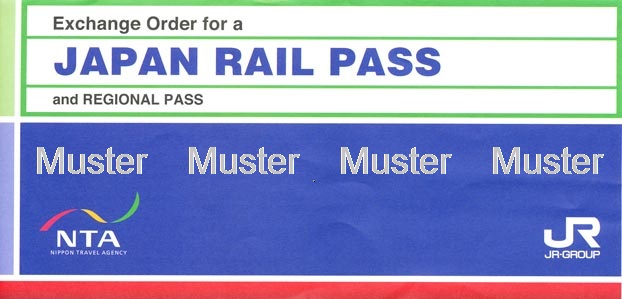 Exchange Order for a
JAPAN RAIL PASS
and REGIONAL PASS
Muster Muster Muster Muster
NTA
NIPPON TRAVEL AGENCY
JR
JR-GROUP